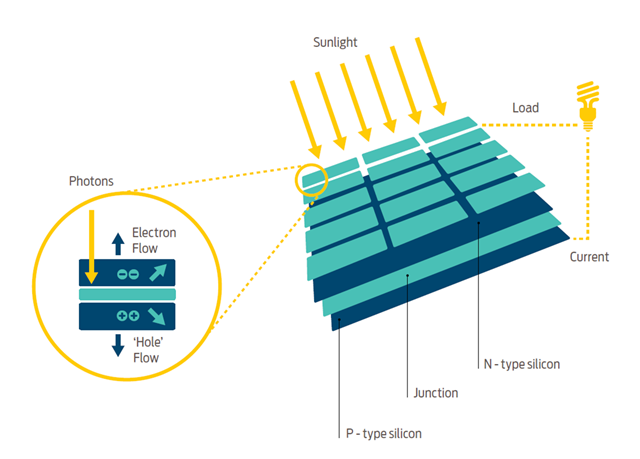 Sunlight
Load
Photons
Electron
Flow
'Hole'
Flow
Current
N - type silicon
Junction
P - type silicon